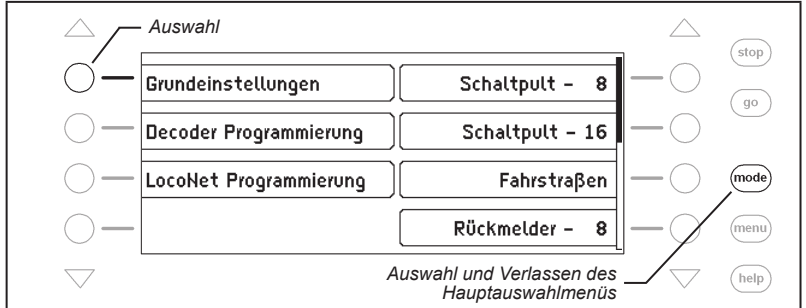 Auswahl
stop
Grundeinstellungen
Schaltpult - 8
go
Decoder Programmierung
Schaltpult - 16
LocoNet Programmierung
Fahrstraßen
mode
Rückmelder - 8
menu
Auswahl und Verlassen des
Hauptauswahlmenüs
help